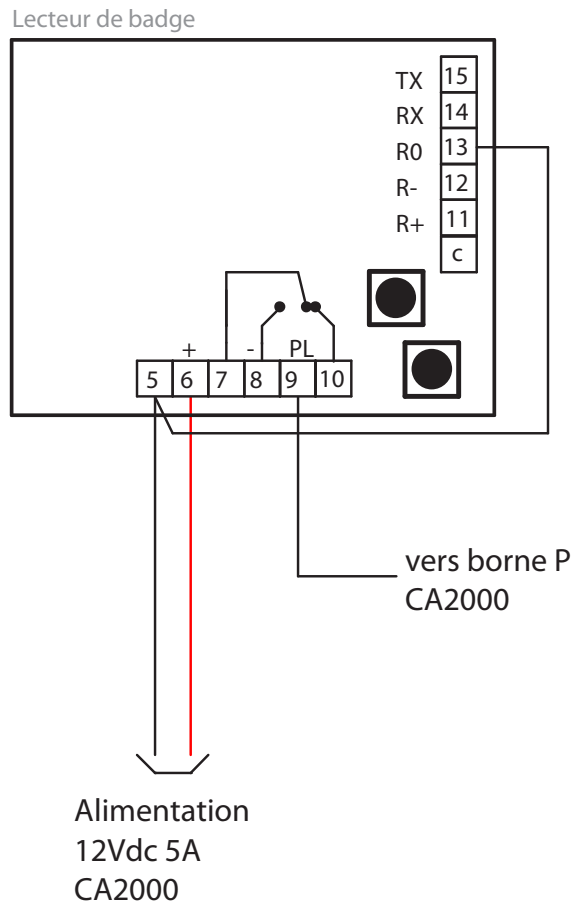 Lecteur de badge
TX 15
RX 14
R0 13
R- 12
R+ 11
c
+ - PL
5 6 7 8 9 10
vers borne P
CA2000
Alimentation
12Vdc 5A
CA2000